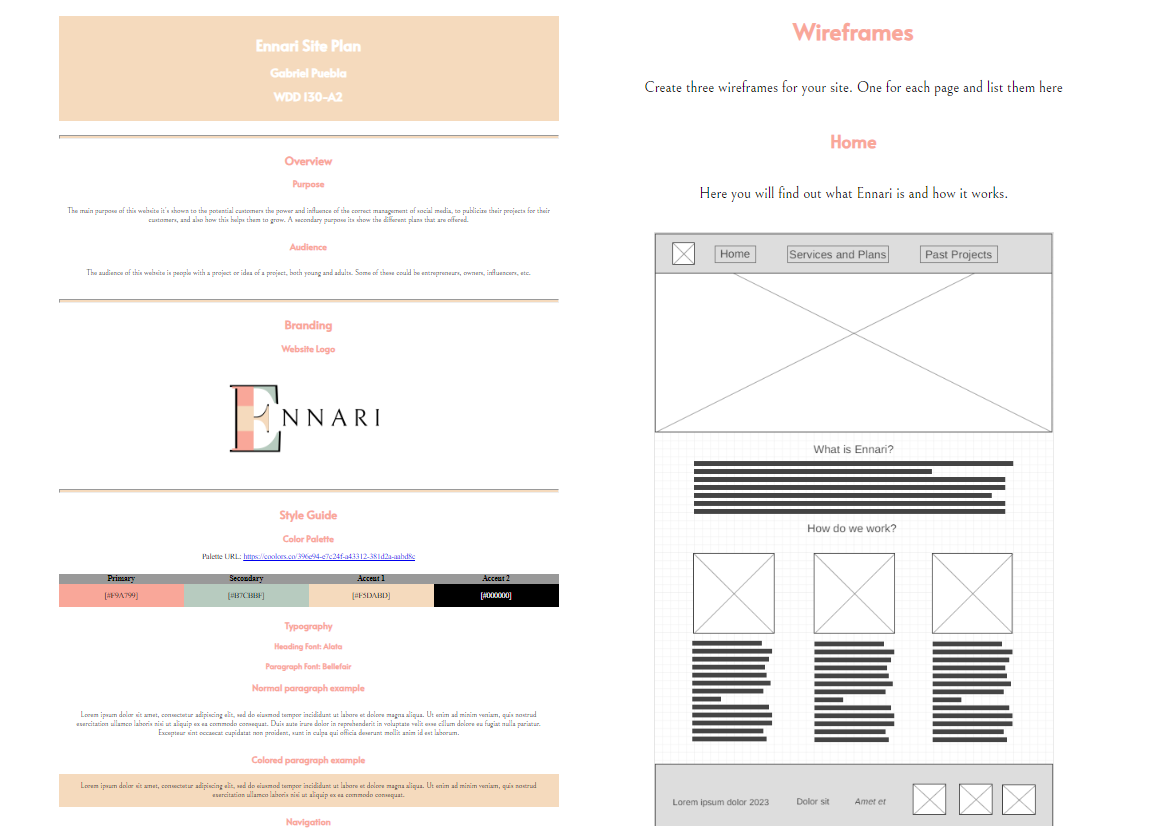 Ennari Site Plan
Gabriel Puebla
WDD 130-A2
Overview
Purpose
The main purpose of this website it's shown to the potential customers the power and influence of the correct management of social media, to publicize their projects for their
customers, and also how this helps them to grow. A secondary purpose its show the different plans that are offered.
Audience
The audience of this website is people with a project or idea of a project, both young and adults. Some of these could be entrepreneurs, owners, influencers, etc.
Branding
Website Logo
ENNARI
Style Guide
Color Palette
Palette URL: https://coolors.co/396e94-e7c24f-a43312-381d2a-aabd8c
Primary Secondary Accent 1 Accent 2
[#F9A799] [#B7CBBF] [#F5DABD] [#000000]
Typography
Heading Font: Alata
Paragraph Font: Bellefair
Normal paragraph example
Lorem ipsum dolor sit amet, consectetur adipiscing elit, sed do eiusmod tempor incididunt ut labore et dolore magna aliqua. Ut enim ad minim veniam, quis nostrud
exercitation ullamco laboris nisi ut aliquip ex ea commodo consequat. Duis aute irure dolor in reprehenderit in voluptate velit esse cillum dolore eu fugiat nulla pariatur.
Excepteur sint occaecat cupidatat non proident, sunt in culpa qui officia deserunt mollit anim id est laborum.
Colored paragraph example
Lorem ipsum dolor sit amet, consectetur adipiscing elit, sed do eiusmod tempor incididunt ut labore et dolore magna aliqua. Ut enim ad minim veniam, quis nostrud
exercitation ullamco laboris nisi ut aliquip ex ea commodo consequat.
Navigation
Wireframes
Create three wireframes for your site. One for each page and list them here
Home
Here you will find out what Ennari is and how it works.
Home Services and Plans Past Projects
What is Ennari?
How do we work?
Lorem ipsum dolor 2023 Dolor sit Amet et